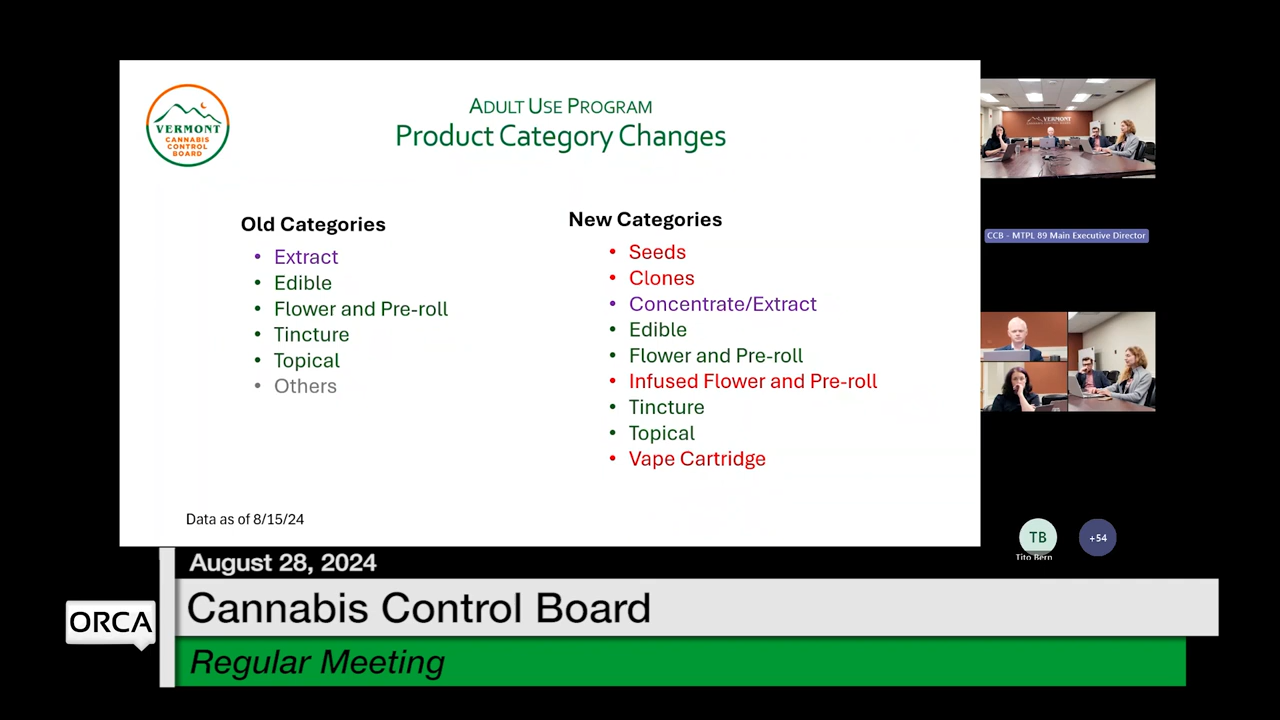 VERMONT
CANNABIS
CONTROL
BOARD
ADULT USE PROGRAM
Product Category Changes
Old Categories
• Extract
• Edible
• Flower and Pre-roll
• Tincture
• Topical
• Others
New Categories
• Seeds
• Clones
• Concentrate/Extract
• Edible
• Flower and Pre-roll
• Infused Flower and Pre-roll
• Tincture
• Topical
• Vape Cartridge
Data as of 8/15/24
VERMONT
CCB - MTPL 89 Main Executive Director
TB
Tito Bern
+54
August 28, 2024
ORCA
Cannabis Control Board
Regular Meeting